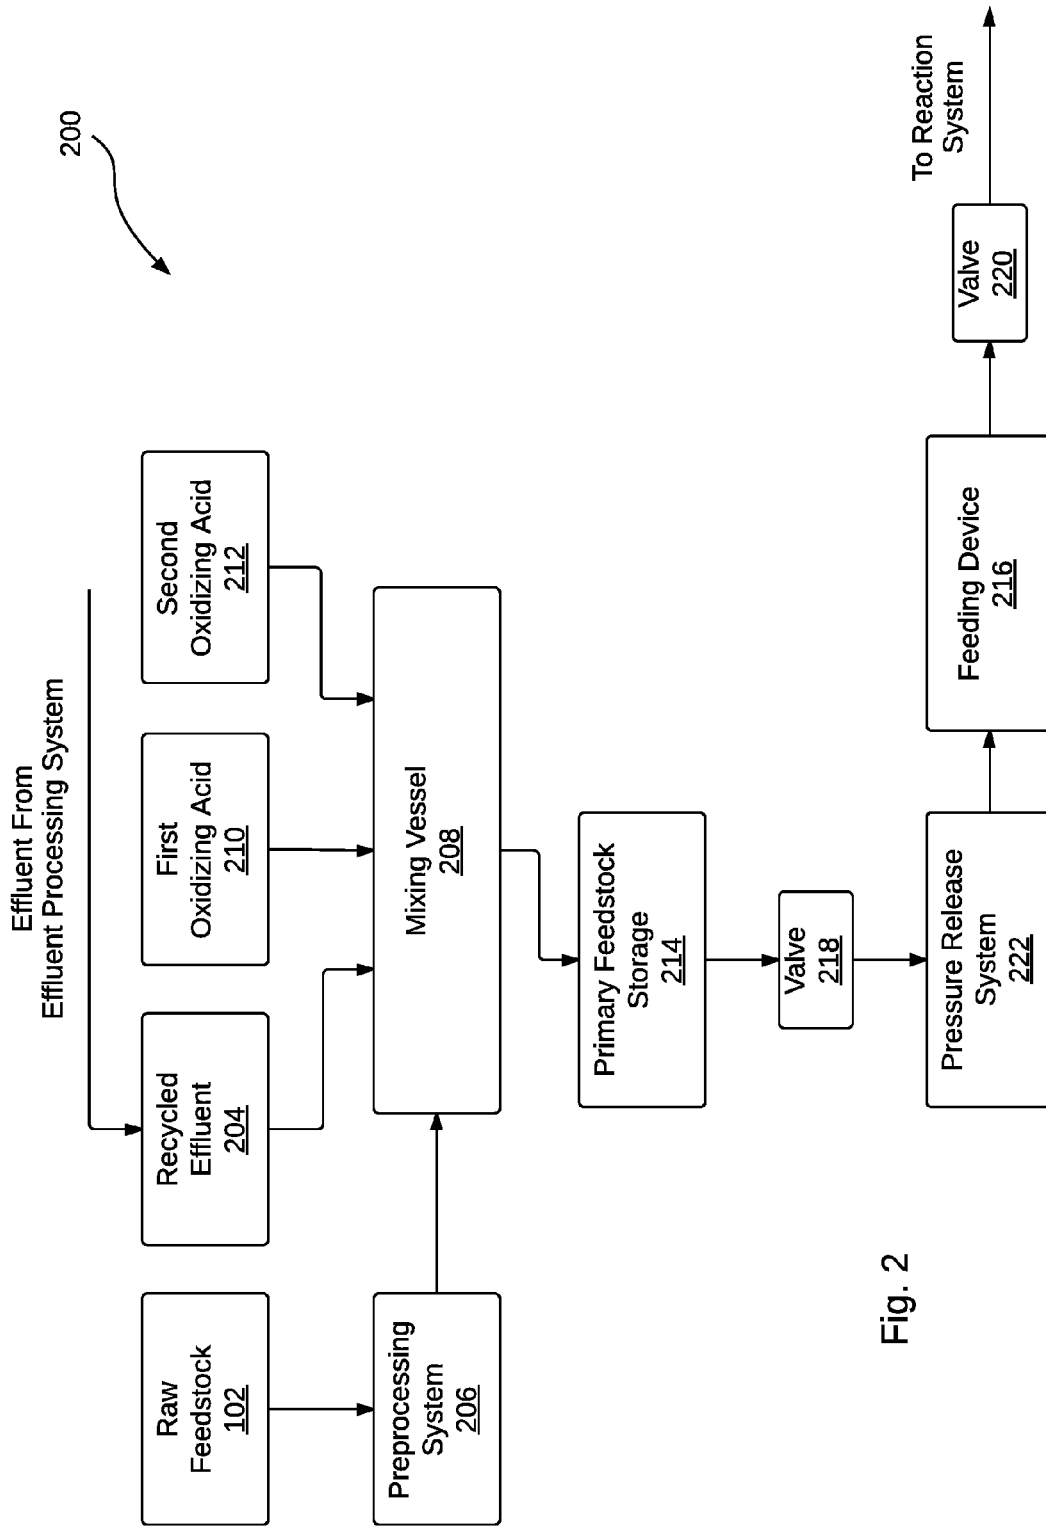 200
Effluent From
Effluent Processing System
Raw
Feedstock
102
Recycled
Effluent
204
First
Oxidizing Acid
210
Second
Oxidizing Acid
212
Preprocessing
System
206
Mixing Vessel
208
Primary Feedstock
Storage
214
Valve
218
Pressure Release
System
222
Feeding Device
216
Valve
220
To Reaction
System
Fig. 2